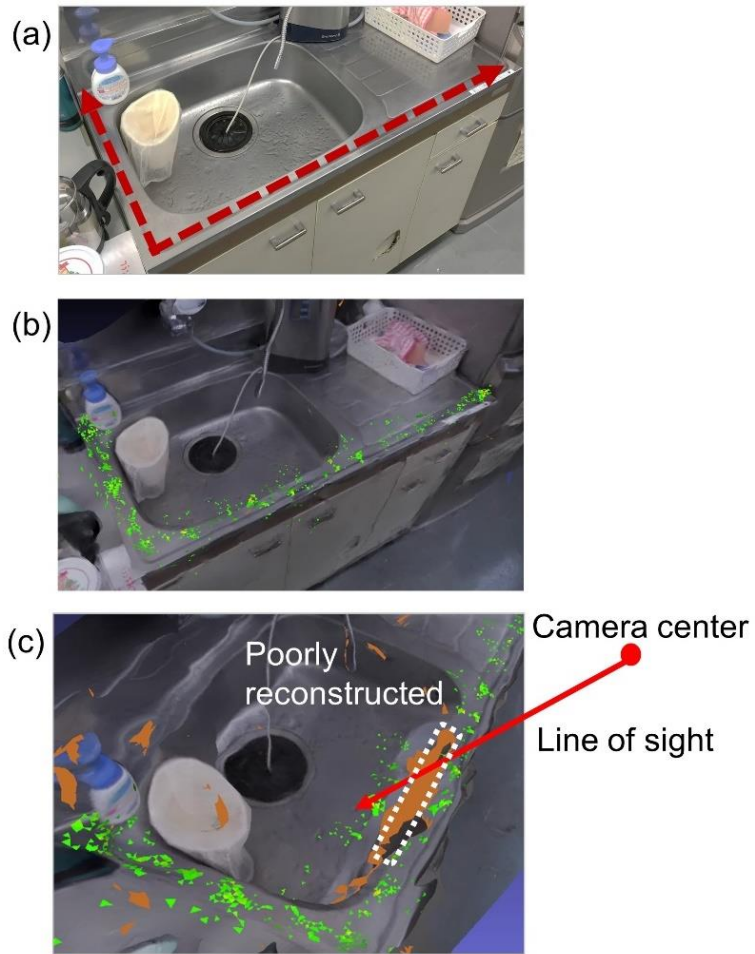 (a)
(b)
(c)
Poorly
reconstructed
Camera center
Line of sight